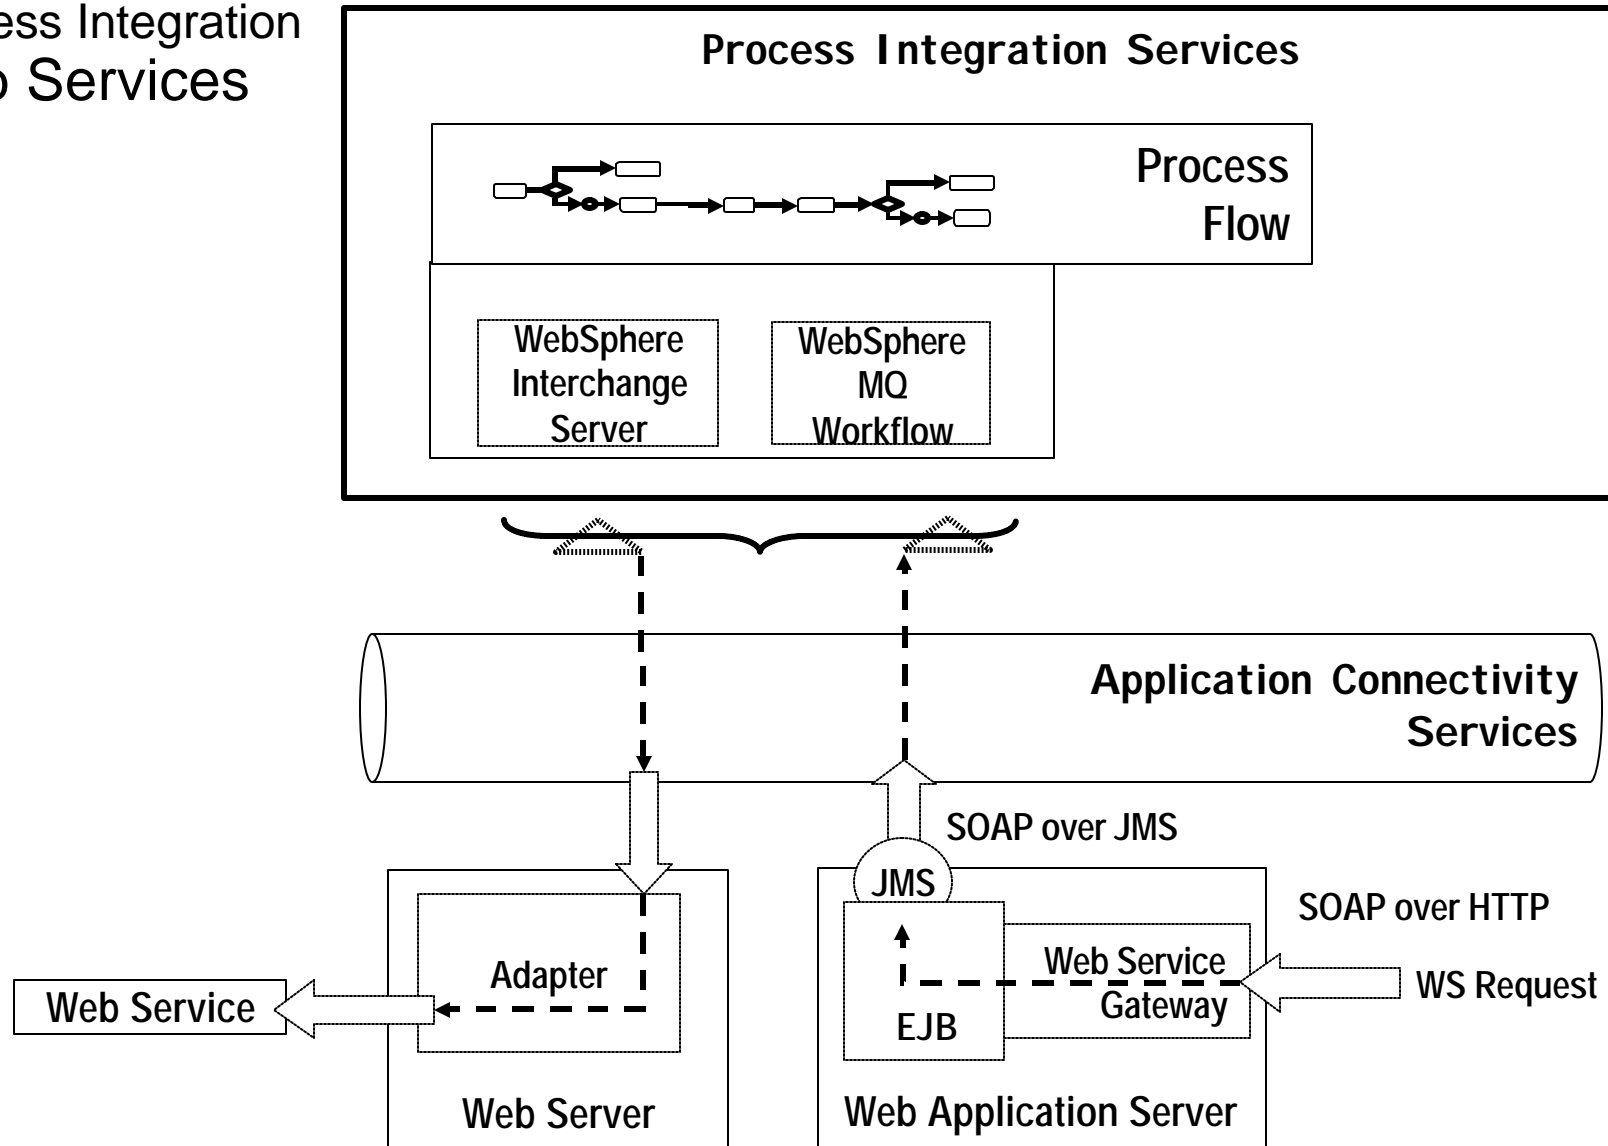 ess Integration
Services
Process Integration Services
Process
Flow
WebSphere
Interchange
Server
WebSphere
MQ
Workflow
Application Connectivity
Services
SOAP over JMS
JMS
SOAP over HTTP
Adapter
Web Service
Gateway
WS Request
EJB
Web Service
Web Server
Web Application Server